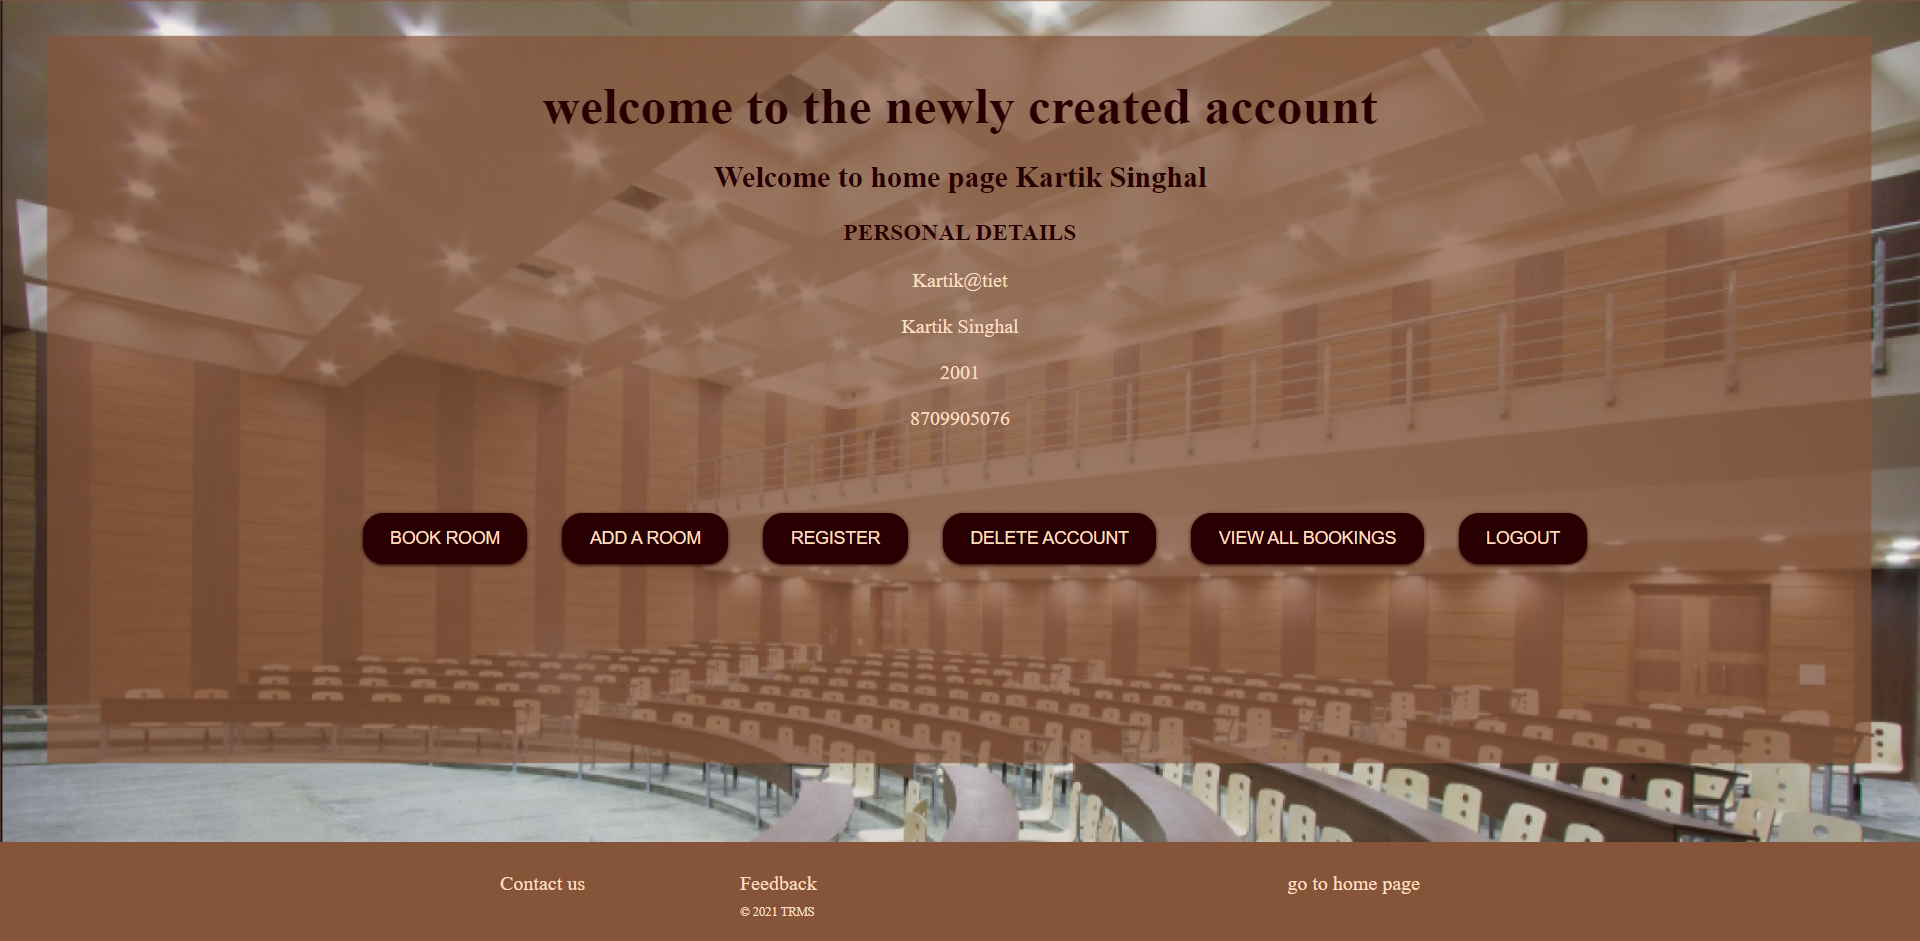 welcome to the newly created account
Welcome to home page Kartik Singhal
PERSONAL DETAILS
Kartik@tiet
Kartik Singhal
2001
8709905076
BOOK ROOM ADD A ROOM REGISTER DELETE ACCOUNT VIEW ALL BOOKINGS LOGOUT
Contact us Feedback go to home page
© 2021 TRMS